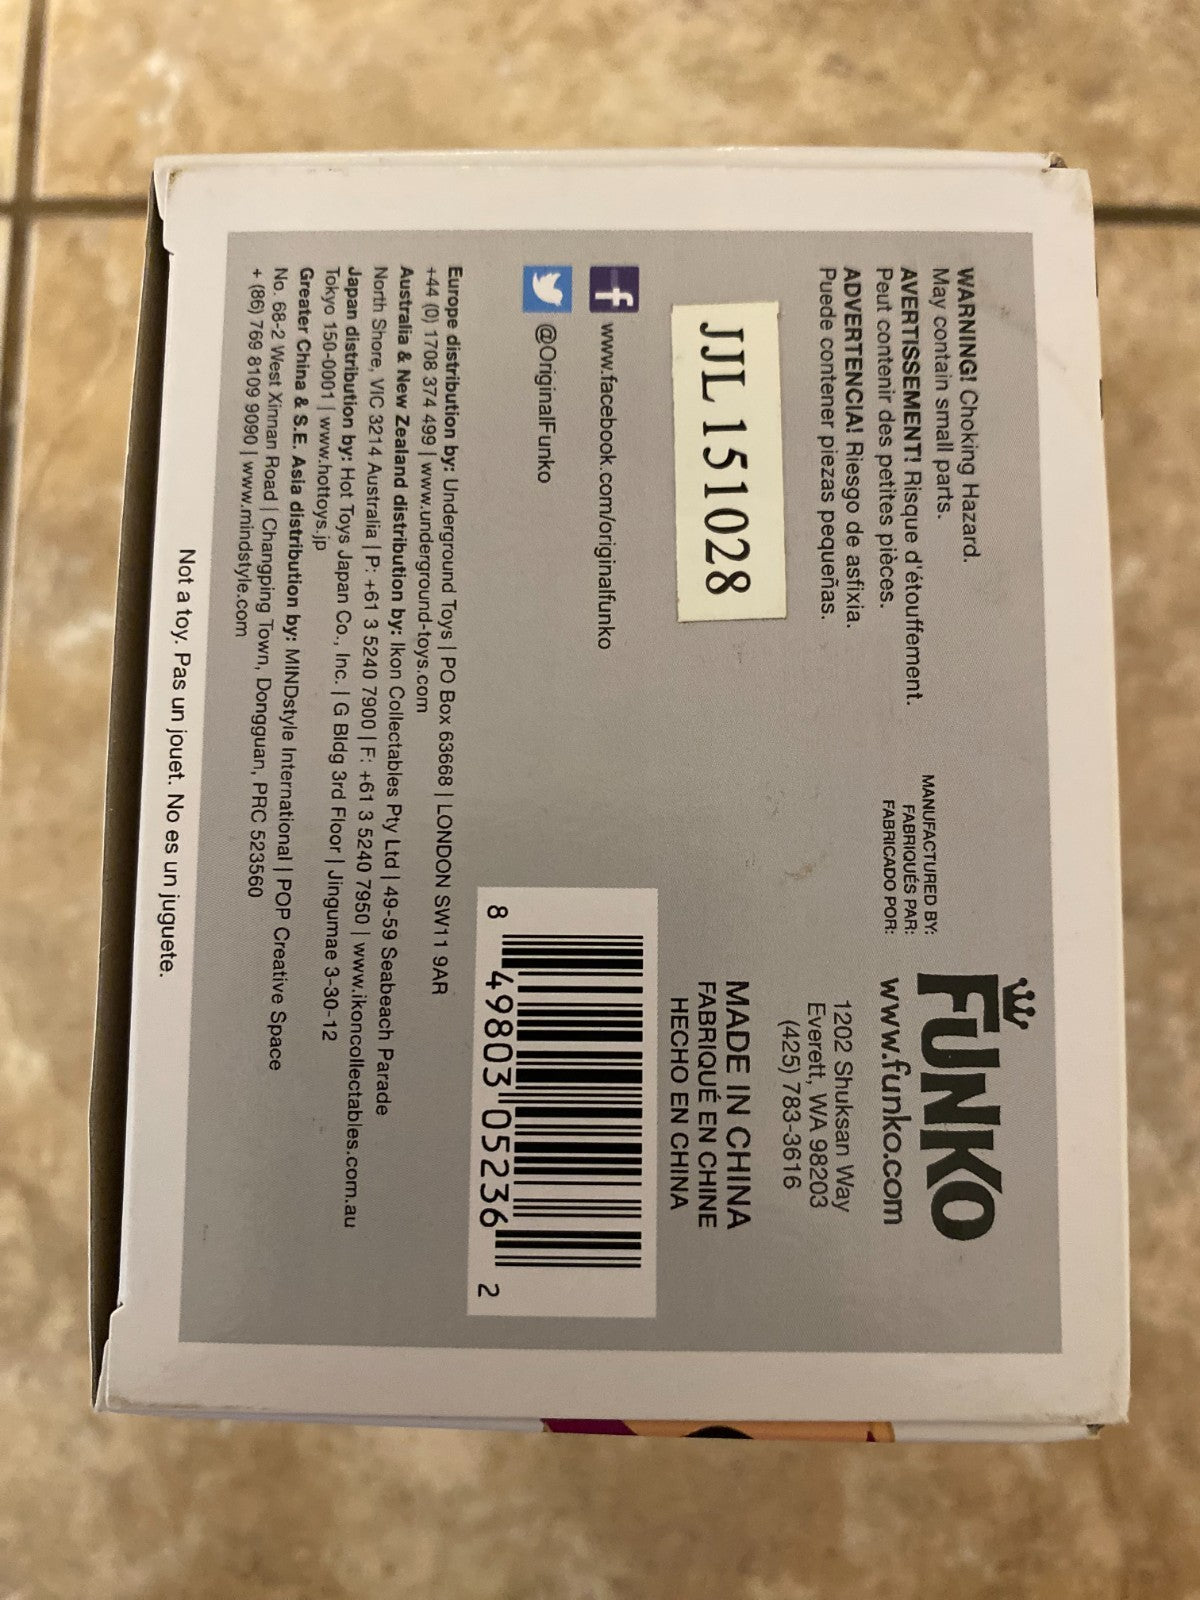 WARNING! Choking Hazard.
May contain small parts.
AVERTISSEMENT! Risque d'étouffement.
Peut contenir des petites pièces.
ADVERTENCIA! Riesgo de asfixia.
Puede contener piezas pequeñas.
JJL 151028
f www.facebook.com/originalfunko
@OriginalFunko
MANUFACTURED BY:
FABRIQUÉS PAR:
FABRICADO POR:
FUNKO
www.funko.com
1202 Shuksan Way
Everett, WA 98203
(425) 783-3616
MADE IN CHINA
FABRIQUÉ EN CHINE
HECHO EN CHINA
8 49803 05236 2
Europe distribution by: Underground Toys | PO Box 63668 | LONDON SW11 9AR
+44 (0) 1708 374 499 | www.underground-toys.com
Australia & New Zealand distribution by: Ikon Collectables Pty Ltd | 49-59 Seabeach Parade
North Shore, VIC 3214 Australia | P: +61 3 5240 7900 | F: +61 3 5240 7950 | www.ikoncollectables.com.au
Japan distribution by: Hot Toys Japan Co., Inc. | G Bldg 3rd Floor | Jingumae 3-30-12
Tokyo 150-0001 | www.hottoys.jp
Greater China & S.E. Asia distribution by: MINDstyle International | POP Creative Space
No. 68-2 West Xinnan Road | Changping Town, Dongguan, PRC 523560
+ (86) 769 8109 9090 | www.mindstyle.com
Not a toy. Pas un jouet. No es un juguete.